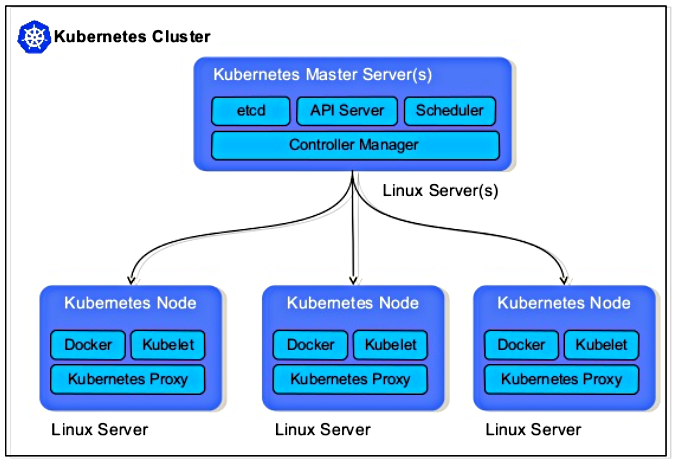 Kubernetes Cluster
Kubernetes Master Server(s)
etcd
API Server
Scheduler
Controller Manager
Linux Server(s)
Kubernetes Node
Docker
Kubelet
Kubernetes Proxy
Linux Server
Kubernetes Node
Docker
Kubelet
Kubernetes Proxy
Linux Server
Kubernetes Node
Docker
Kubelet
Kubernetes Proxy
Linux Server